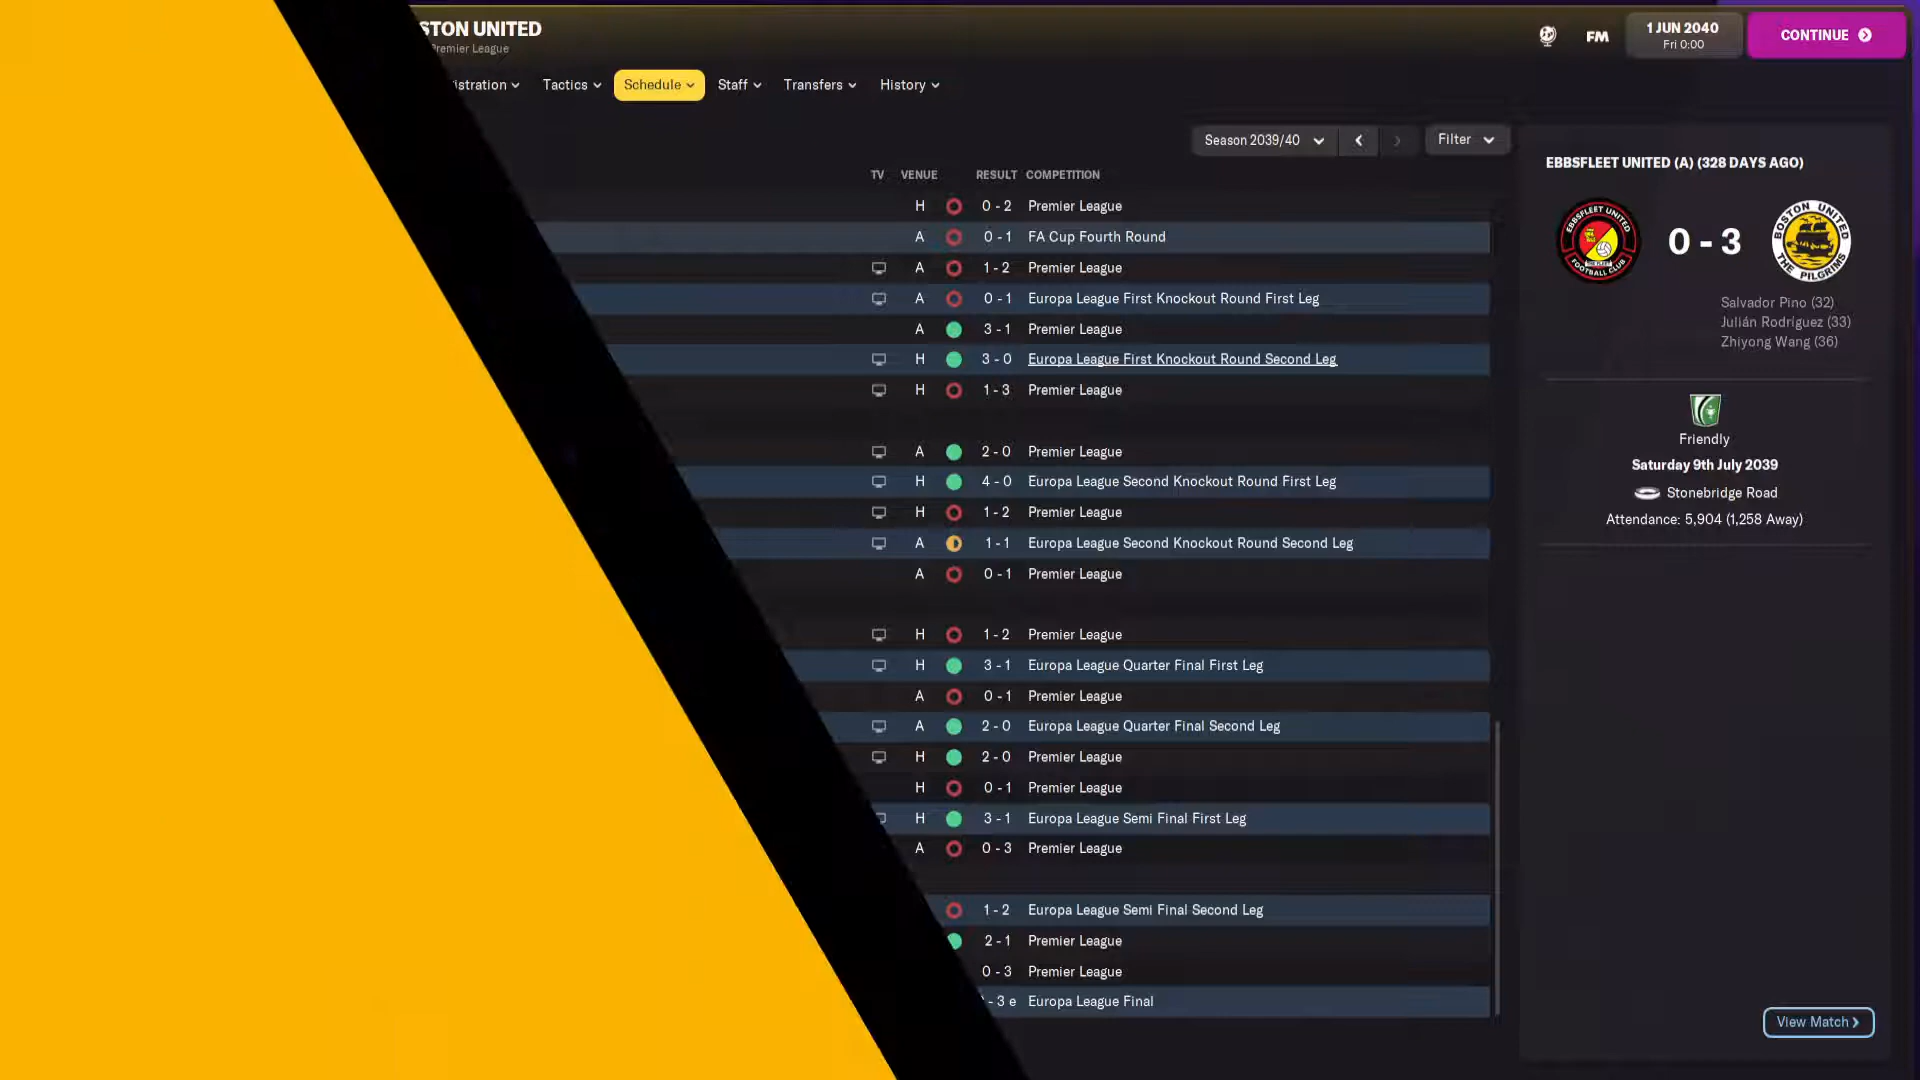 STON UNITED
Premier League
FM
1 JUN 2040
Fri 0:00
CONTINUE
istration
Tactics
Schedule
Staff
Transfers
History
Season 2039/40
Filter
TV VENUE RESULT COMPETITION
H 0 - 2 Premier League
A 0 - 1 FA Cup Fourth Round
A 1 - 2 Premier League
A 0 - 1 Europa League First Knockout Round First Leg
A 3 - 1 Premier League
H 3 - 0 Europa League First Knockout Round Second Leg
H 1 - 3 Premier League
A 2 - 0 Premier League
H 4 - 0 Europa League Second Knockout Round First Leg
H 1 - 2 Premier League
A 1 - 1 Europa League Second Knockout Round Second Leg
A 0 - 1 Premier League
H 1 - 2 Premier League
H 3 - 1 Europa League Quarter Final First Leg
A 0 - 1 Premier League
A 2 - 0 Europa League Quarter Final Second Leg
H 2 - 0 Premier League
H 0 - 1 Premier League
H 3 - 1 Europa League Semi Final First Leg
A 0 - 3 Premier League
1 - 2 Europa League Semi Final Second Leg
2 - 1 Premier League
0 - 3 Premier League
- 3 e Europa League Final
EBBSFLEET UNITED (A) (328 DAYS AGO)
EBBSFLEET UNITED
FOOTBALL CLUB
0 - 3
BOSTON UNITED
THE PILGRIMS
Salvador Pino (32)
Julián Rodríguez (33)
Zhiyong Wang (36)
Friendly
Saturday 9th July 2039
Stonebridge Road
Attendance: 5,904 (1,258 Away)
View Match